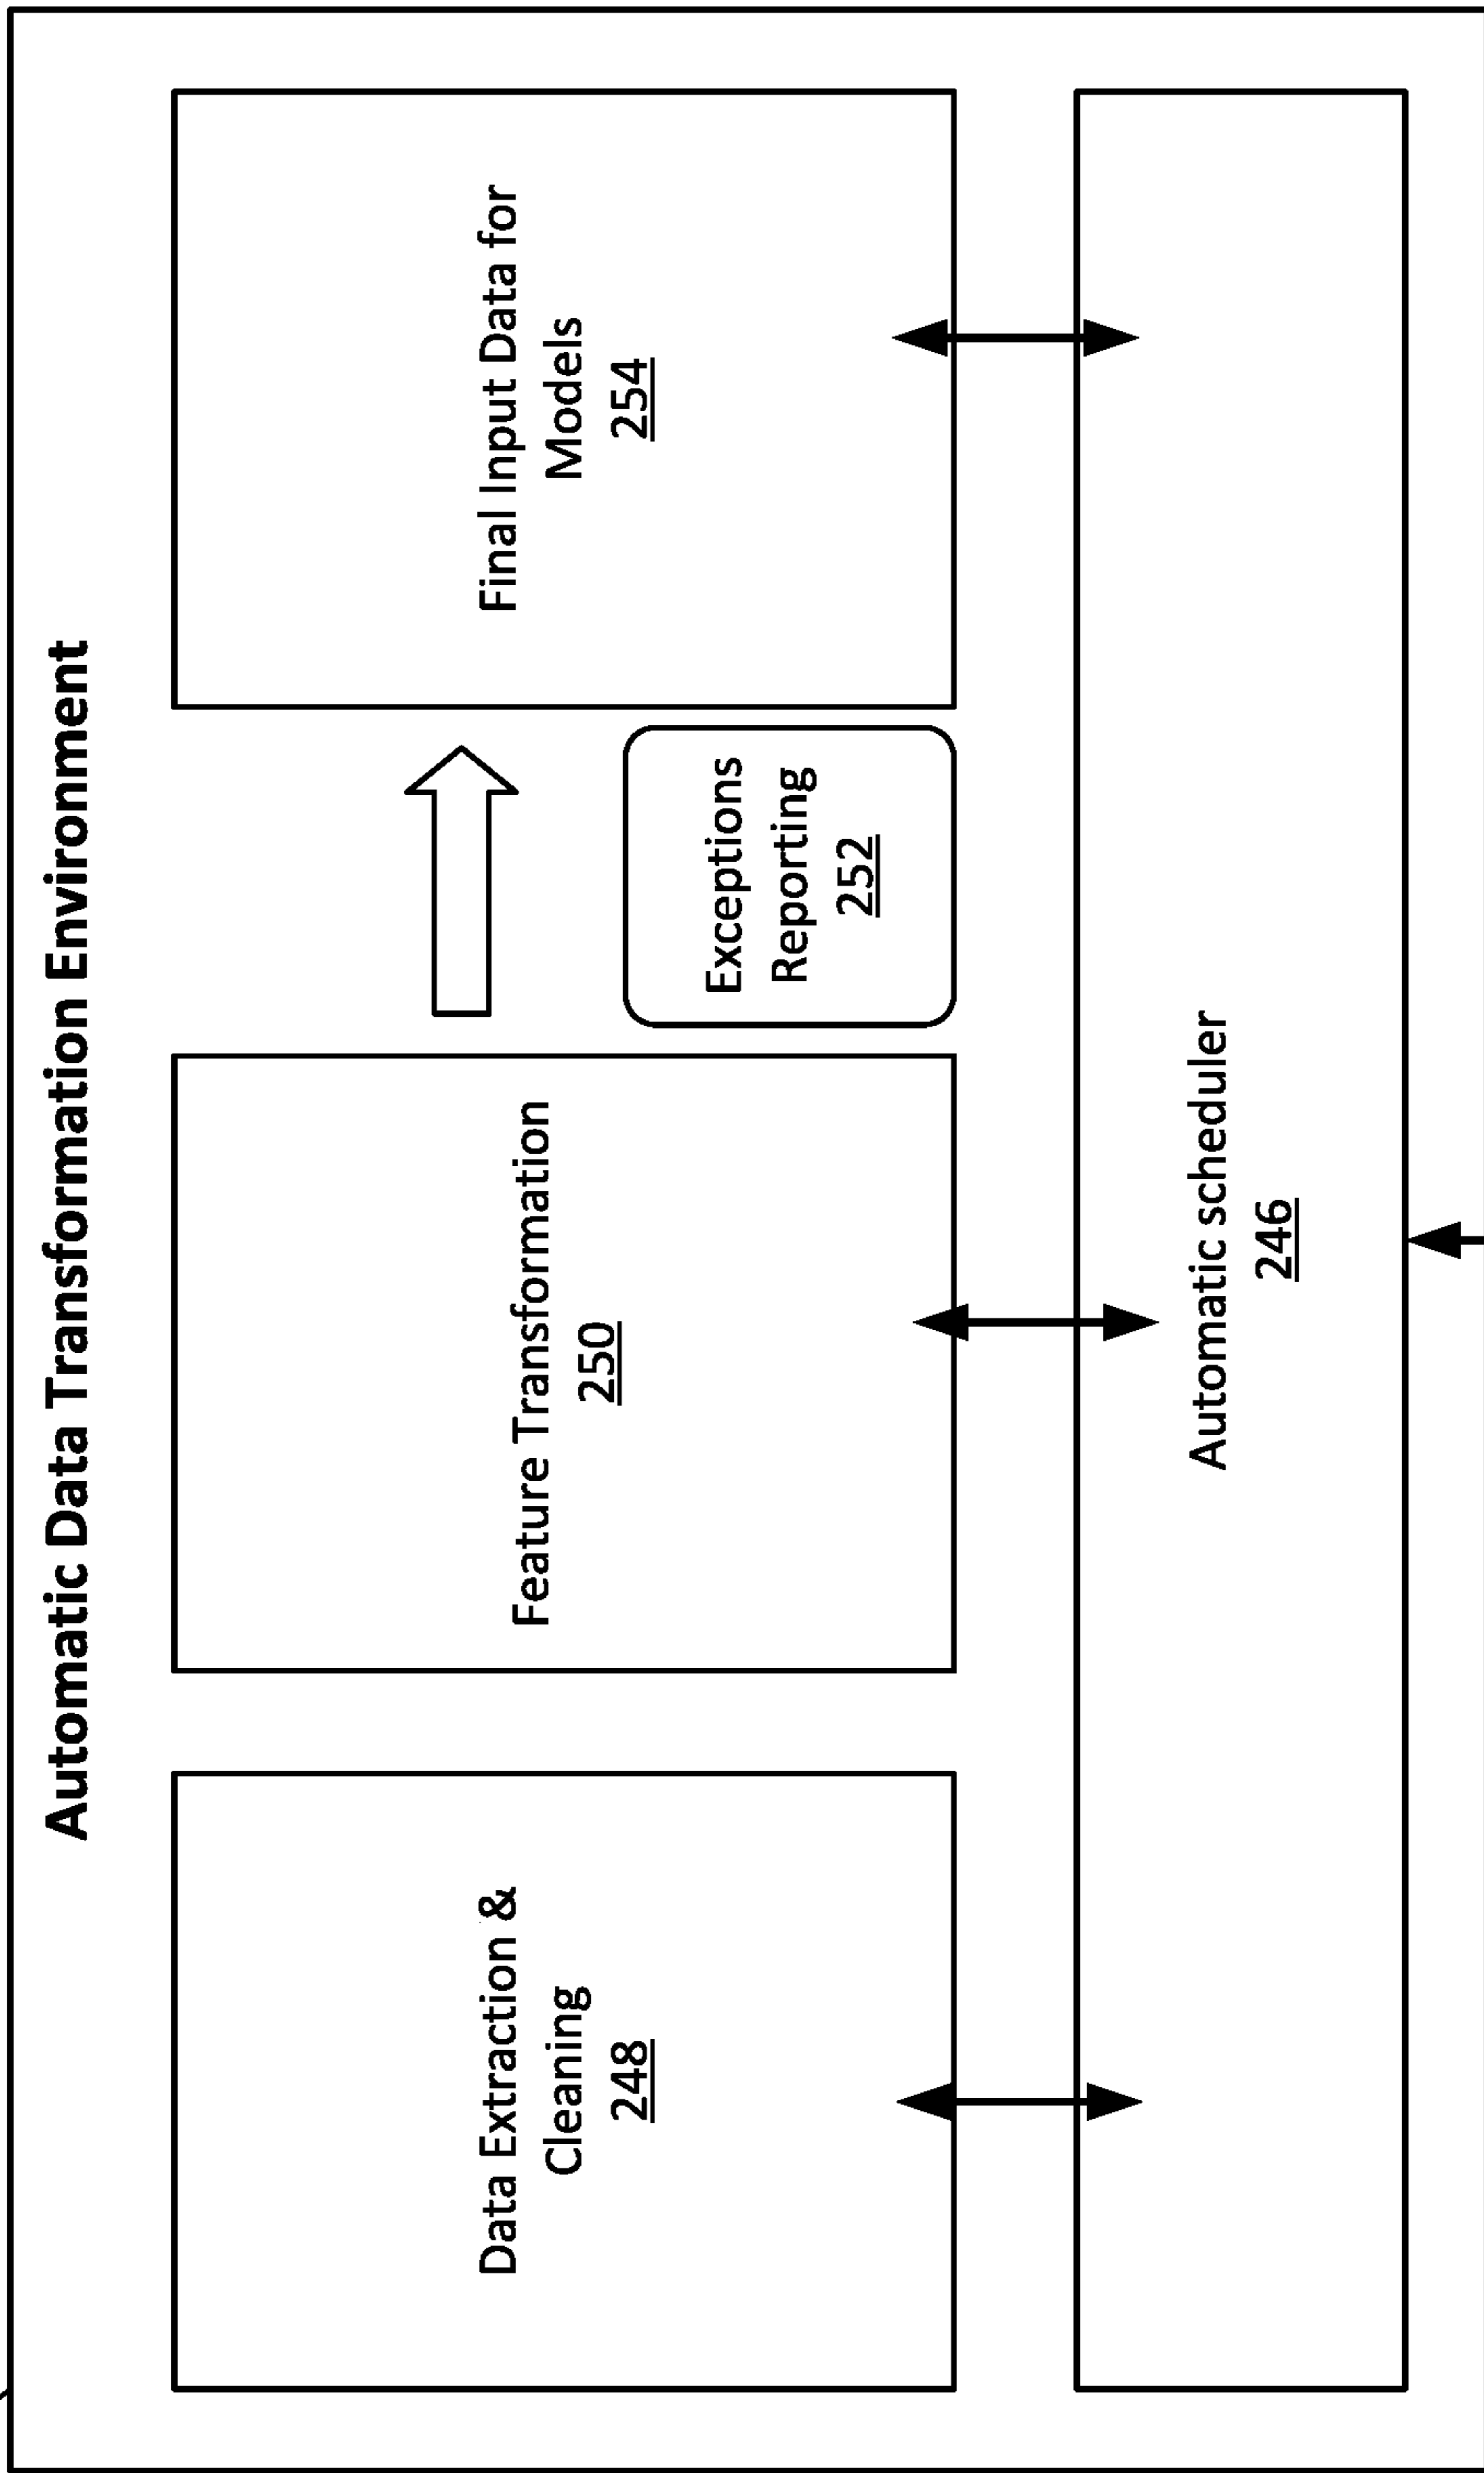 Automatic Data Transformation Environment
Data Extraction &
Cleaning
248
Feature Transformation
250
Exceptions
Reporting
252
Final Input Data for
Models
254
Automatic scheduler
246